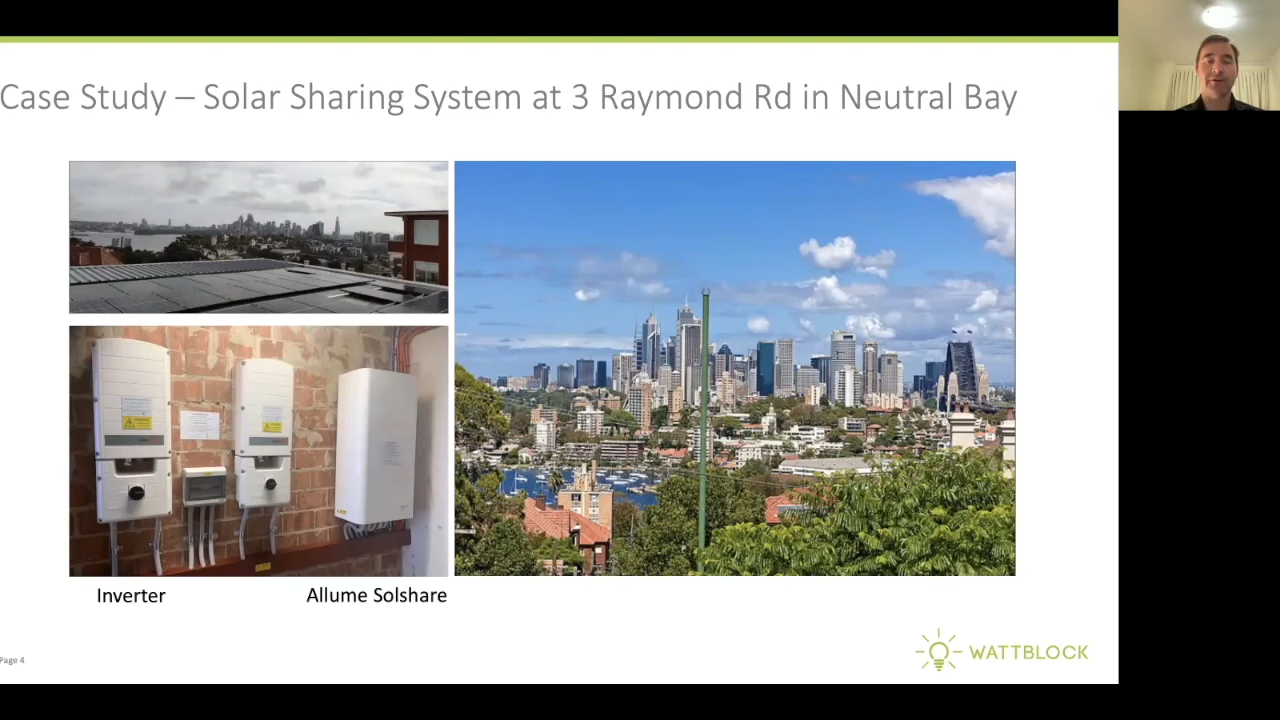 Case Study – Solar Sharing System at 3 Raymond Rd in Neutral Bay
Inverter
Allume Solshare
Page 4
WATTBLOCK